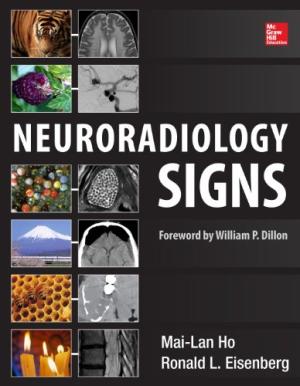 Mc
Graw
Hill
Education
NEURORADIOLOGY
SIGNS
Foreword by William P. Dillon
Mai-Lan Ho
Ronald L. Eisenberg